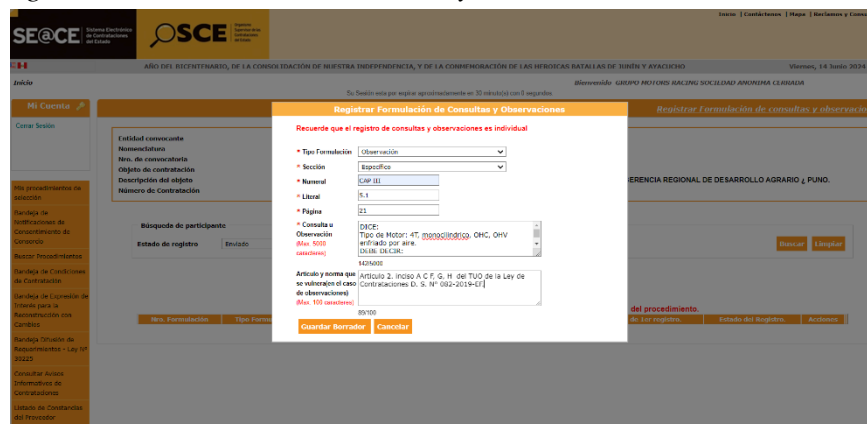 Inicio | Contáctenos | Mapa | Reclamos y Consu
SE@CE Sistema Electrónico de Contrataciones del Estado
OSCE Organismo Supervisor de las Contrataciones del Estado
AÑO DEL BICENTENARIO, DE LA CONSOLIDACIÓN DE NUESTRA INDEPENDENCIA, Y DE LA CONMEMORACIÓN DE LAS HEROICAS BATALLAS DE JUNÍN Y AYACUCHO
Viernes, 14 Junio 2024
Inicio
Bienvenido GRUPO MOTORS RACING SOCIEDAD ANONIMA CERRADA
Su Sesión esta por expirar aproximadamente en 30 minuto(s) con 0 segundos
Mi Cuenta
Cerrar Sesión
Registrar Formulación de consultas y observacio
Registrar Formulación de Consultas y Observaciones
Recuerde que el registro de consultas y observaciones es individual
* Tipo Formulación Observación
* Sección Específico
* Numeral CAP III
* Literal 5.1
* Página 21
* Consulta u Observación
(Max. 5000 caracteres)
DICE:
Tipo de Motor: 4T, monocilíndrico, OHC, OHV
enfriado por aire.
DEBE DECIR:
142/5000
Artículo y norma que se vulnera(en el caso de observaciones)
(Max. 100 caracteres)
Artículo 2. inciso A C F, G, H del TUO de la Ley de
Contrataciones D. S. N° 082-2019-EF
89/100
Guardar Borrador Cancelar
Entidad convocante
Nomenclatura
Nro. de convocatoria
Objeto de contratación
Descripción del objeto
Número de Contratación
GERENCIA REGIONAL DE DESARROLLO AGRARIO ¿ PUNO.
Búsqueda de participante
Estado de registro Enviado
Buscar Limpiar
del procedimiento.
Nro. Formulación Tipo Form de 1er registro. Estado del Registro. Acciones
Mis procedimientos de selección
Bandeja de Notificaciones de Consentimiento de Consorcio
Buscar Procedimientos
Bandeja de Condiciones de Contratación
Bandeja de Expresión de Interés para la Reconstrucción con Cambios
Bandeja Difusión de Requerimientos - Ley N° 30225
Consultar Avisos Informativos de Contrataciones
Listado de Constancias del Proveedor